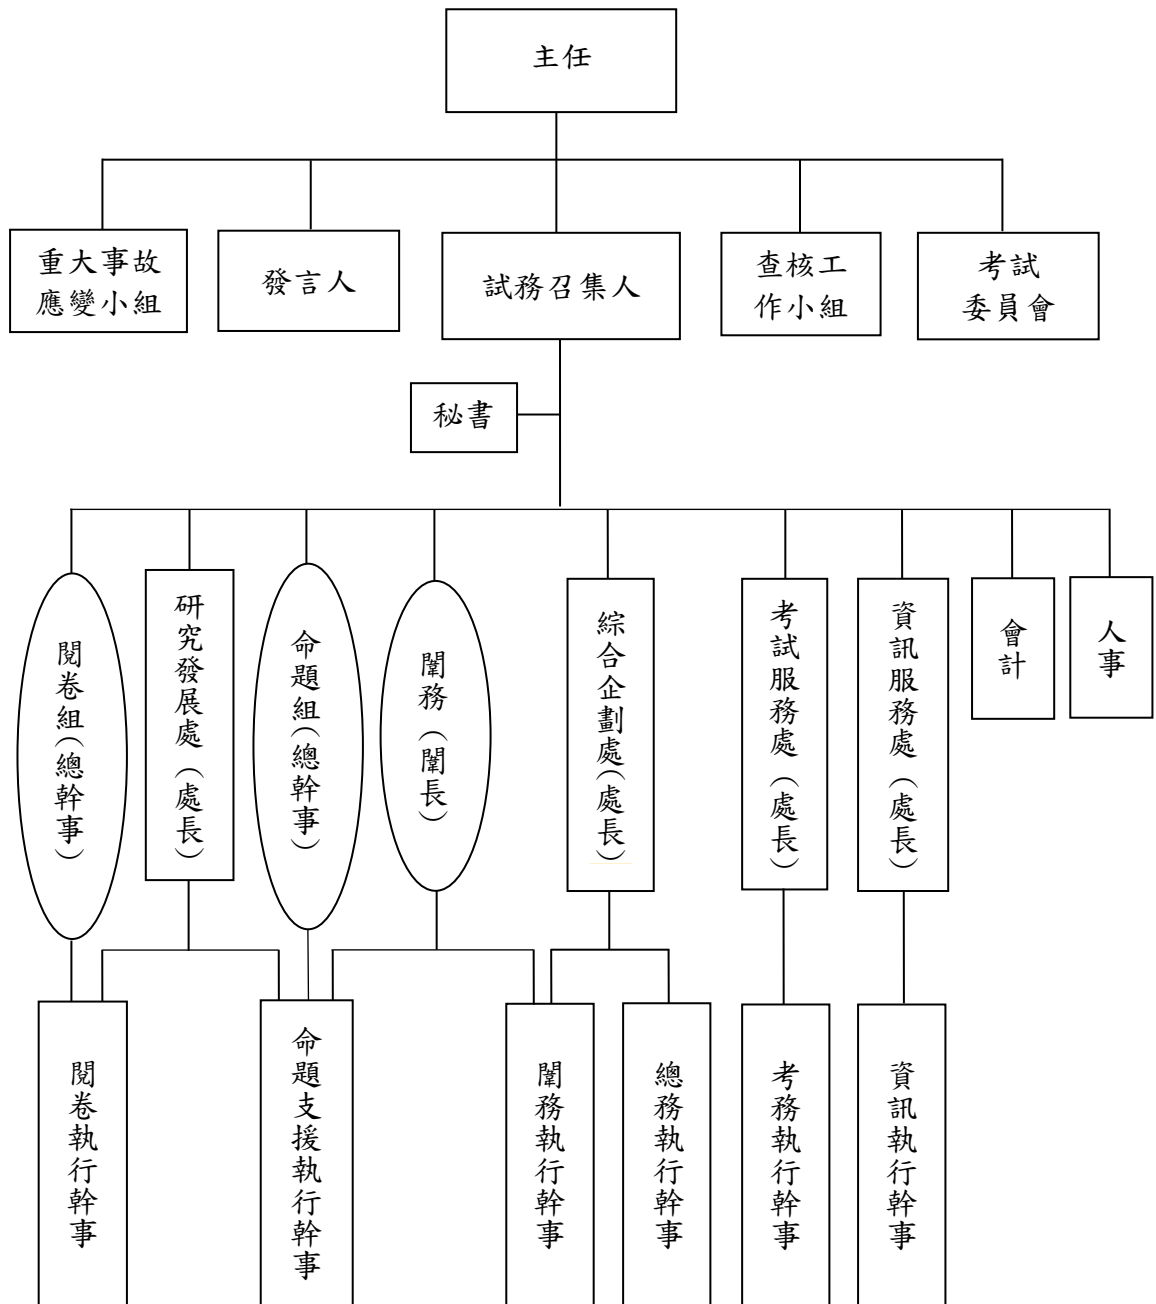 主任
重大事故
應變小組
發言人
試務召集人
查核工
作小組
考試
委員會
秘書
閱卷組(總幹事)
研究發展處(處長)
命題組(總幹事)
闈務(闈長)
綜合企劃處(處長)
考試服務處(處長)
資訊服務處(處長)
會計
人事
閱卷執行幹事
命題支援執行幹事
闈務執行幹事
總務執行幹事
考務執行幹事
資訊執行幹事